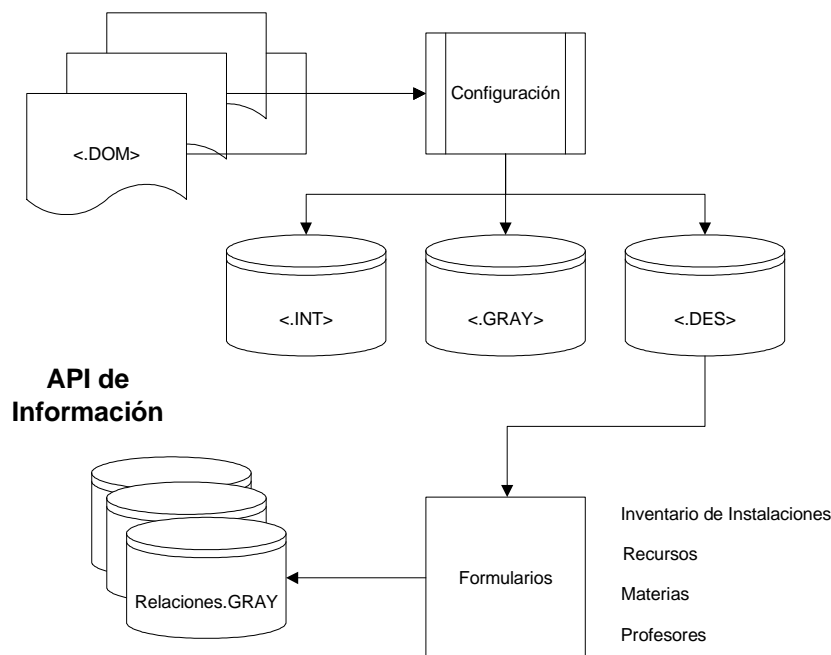 Configuración
<.DOM>
<.INT>
<.GRAY>
<.DES>
API de
Información
Inventario de Instalaciones
Recursos
Formularios
Materias
Relaciones.GRAY
Profesores